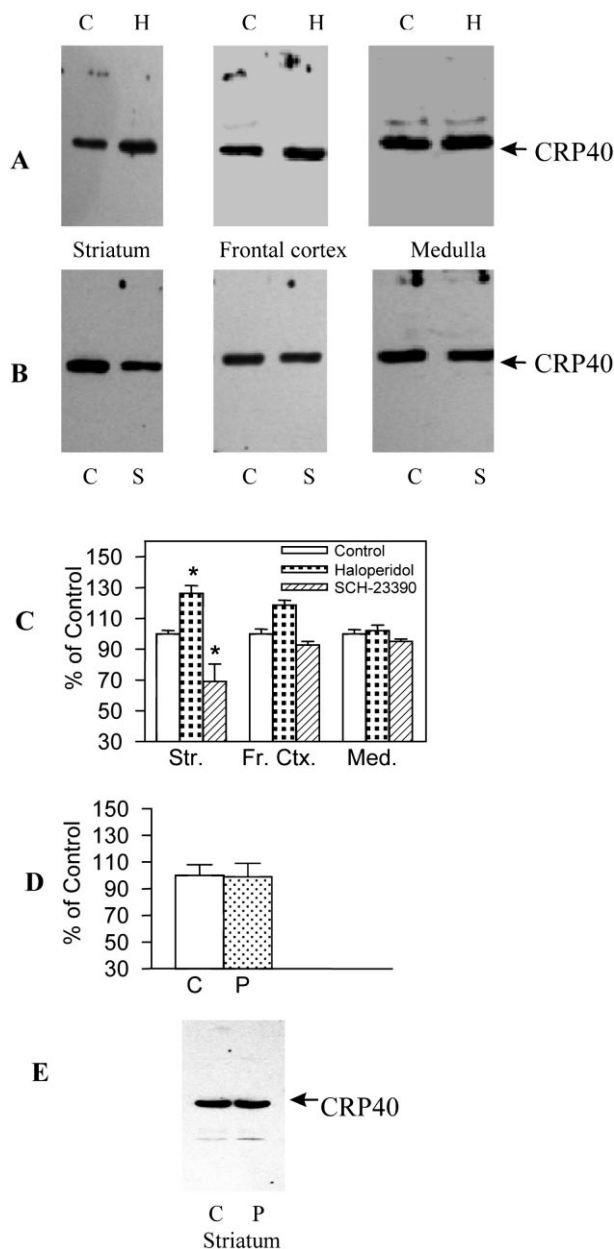 C H C H C H
A
CRP40
Striatum Frontal cortex Medulla
B
CRP40
C S C S C S
C
% of Control
150
130
110
90
70
50
30
Control
Haloperidol
SCH-23390
*
*
Str. Fr. Ctx. Med.
D
% of Control
150
130
110
90
70
50
30
C P
E
CRP40
C P
Striatum